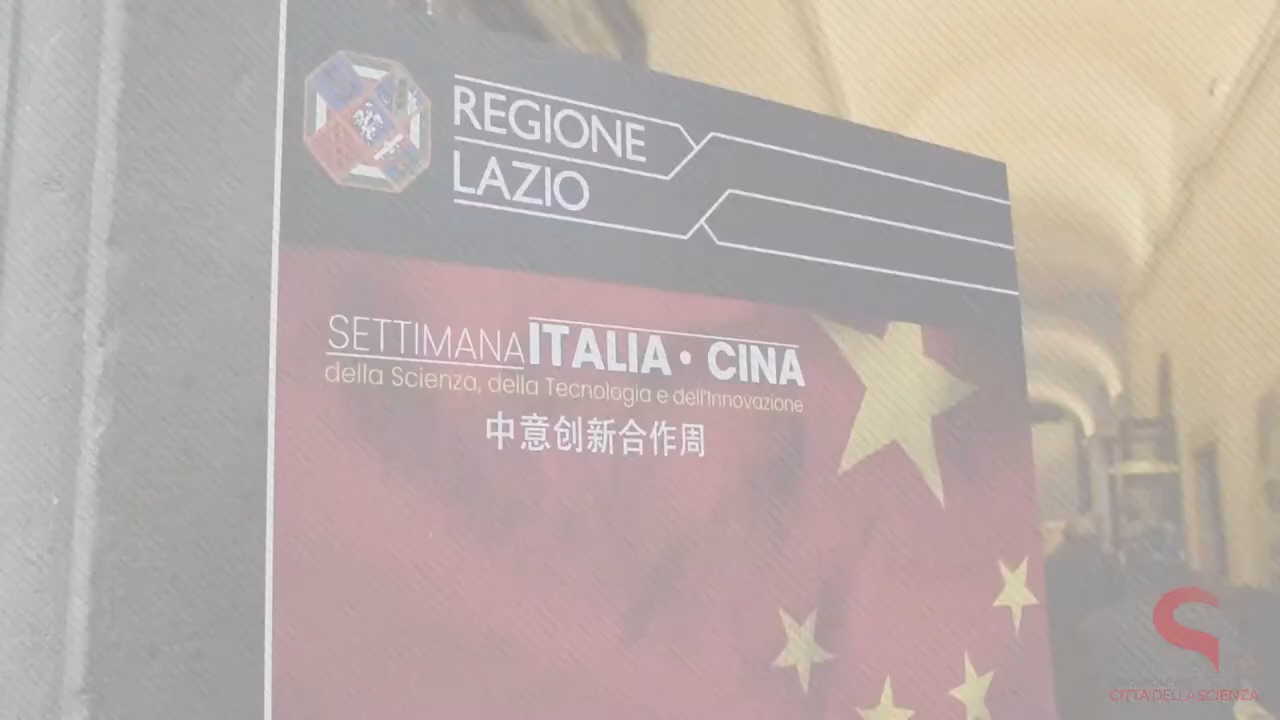 REGIONE
LAZIO
SETTIMANA ITALIA • CINA
della Scienza, della Tecnologia e dell'Innovazione
中意创新合作周
CITTÀ DELLA SCIENZA